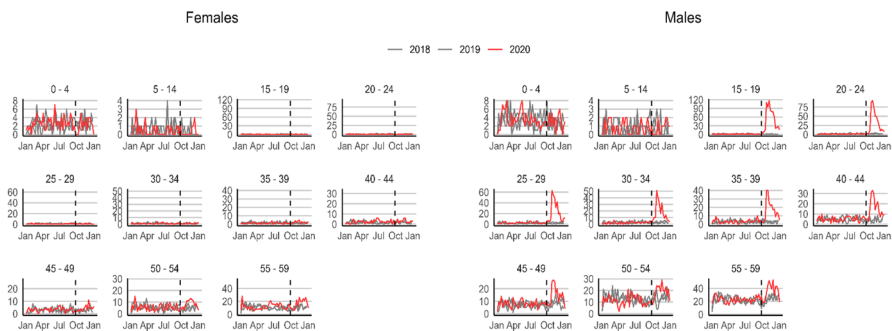 Females Males
2018 2019 2020
0 - 4 5 - 14 15 - 19 20 - 24 0 - 4 5 - 14 15 - 19 20 - 24
8 4 120 8 4 120
6 3 90 75 6 3 90 75
4 2 60 50 4 2 60 50
2 1 30 25 2 1 30 25
0 0 0 0 0 0 0 0
Jan Apr Jul Oct Jan Jan Apr Jul Oct Jan Jan Apr Jul Oct Jan Jan Apr Jul Oct Jan Jan Apr Jul Oct Jan Jan Apr Jul Oct Jan Jan Apr Jul Oct Jan Jan Apr Jul Oct Jan
25 - 29 30 - 34 35 - 39 40 - 44 25 - 29 30 - 34 35 - 39 40 - 44
60 50 40 30 60 50 40 30
40 40 30 20 40 40 30 20
20 30 20 10 20 30 20 10
0 20 10 0 0 20 10 0
10 0 10 0
0 0
Jan Apr Jul Oct Jan Jan Apr Jul Oct Jan Jan Apr Jul Oct Jan Jan Apr Jul Oct Jan Jan Apr Jul Oct Jan Jan Apr Jul Oct Jan Jan Apr Jul Oct Jan Jan Apr Jul Oct Jan
45 - 49 50 - 54 55 - 59 45 - 49 50 - 54 55 - 59
20 30 40 20 30 40
10 20 20 10 20 20
0 10 0 0 10 0
0 0
Jan Apr Jul Oct Jan Jan Apr Jul Oct Jan Jan Apr Jul Oct Jan Jan Apr Jul Oct Jan Jan Apr Jul Oct Jan Jan Apr Jul Oct Jan